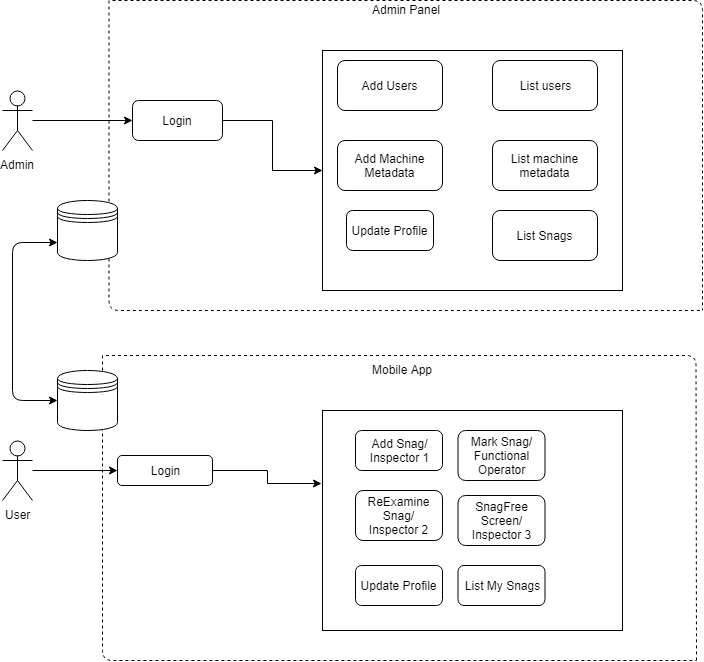 Admin Panel
Add Users
List users
Login
Admin
Add Machine
Metadata
List machine
metadata
Update Profile
List Snags
Mobile App
Add Snag/
Inspector 1
Mark Snag/
Functional
Operator
Login
User
ReExamine
Snag/
Inspector 2
SnagFree
Screen/
Inspector 3
Update Profile
List My Snags